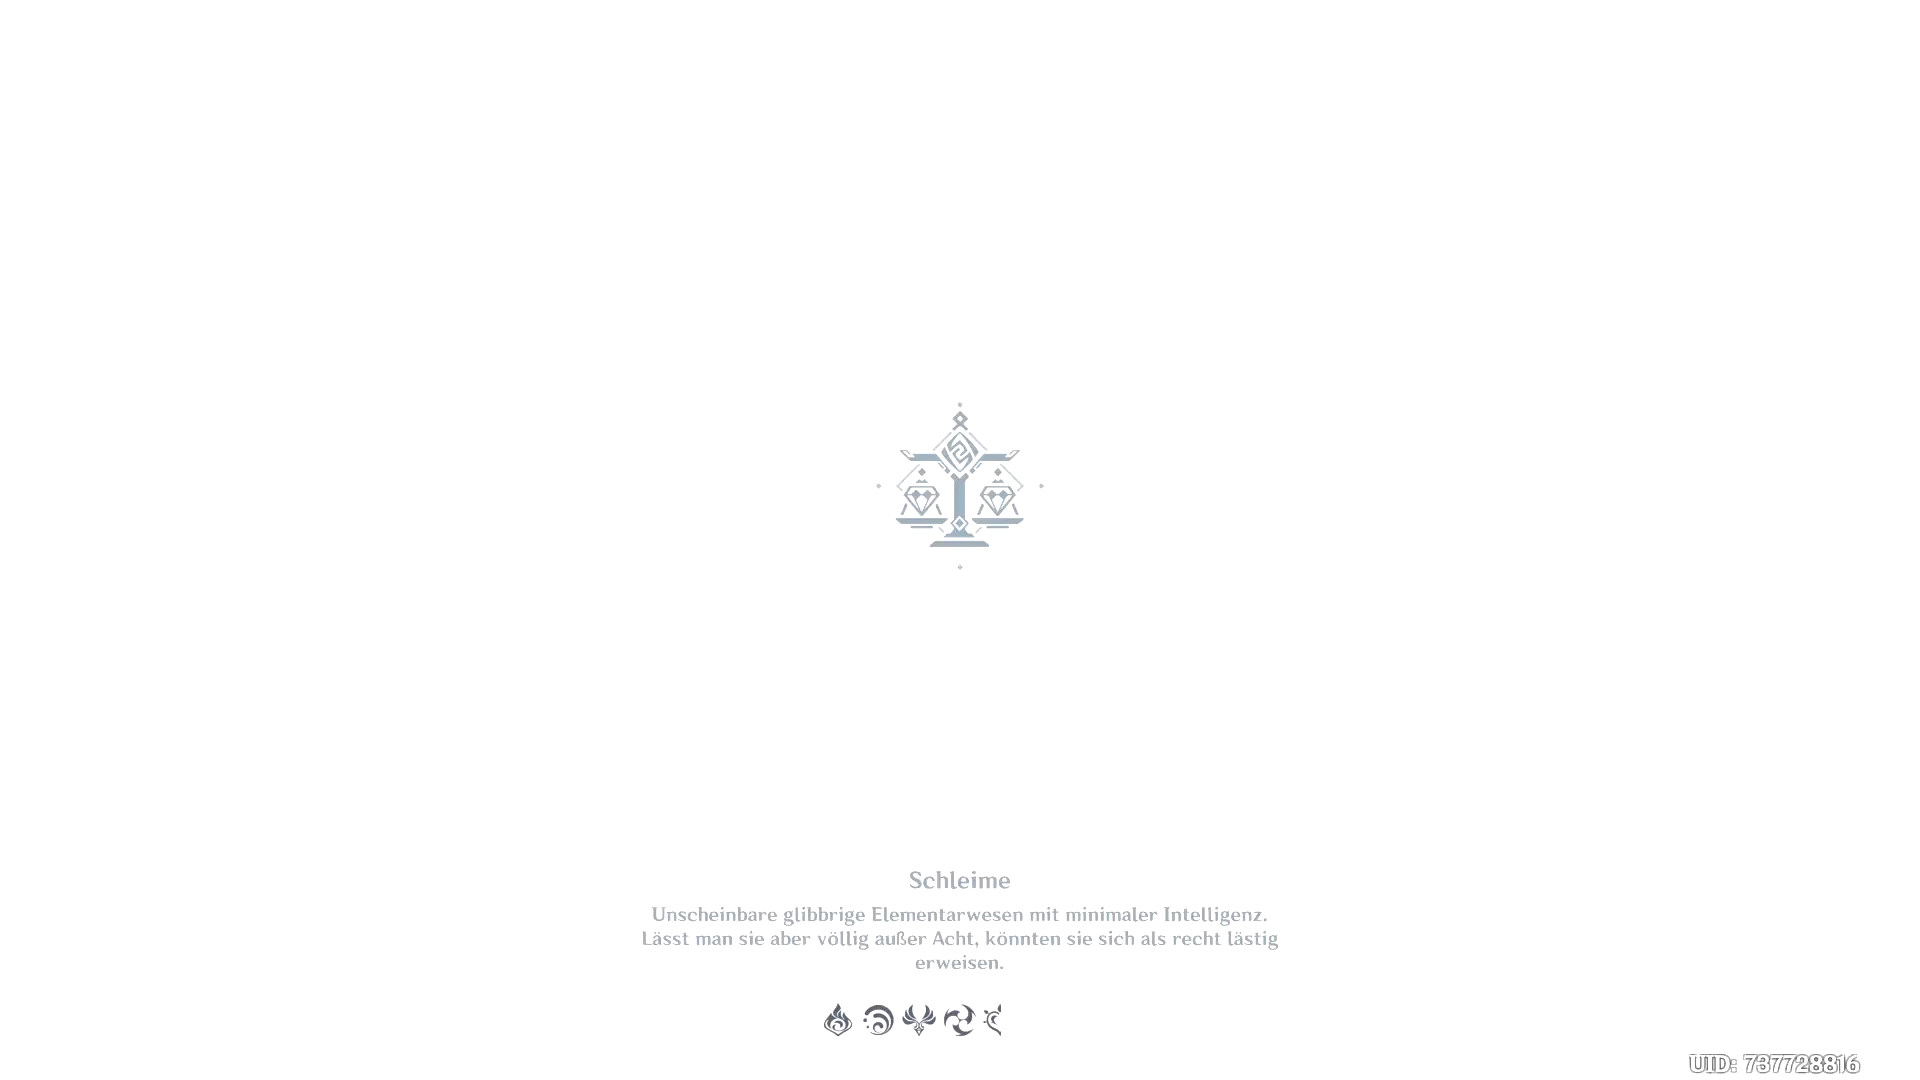 Schleime
Unscheinbare glibbrige Elementarwesen mit minimaler Intelligenz.
Lässt man sie aber völlig außer Acht, könnten sie sich als recht lästig
erweisen.
UID: 737728816